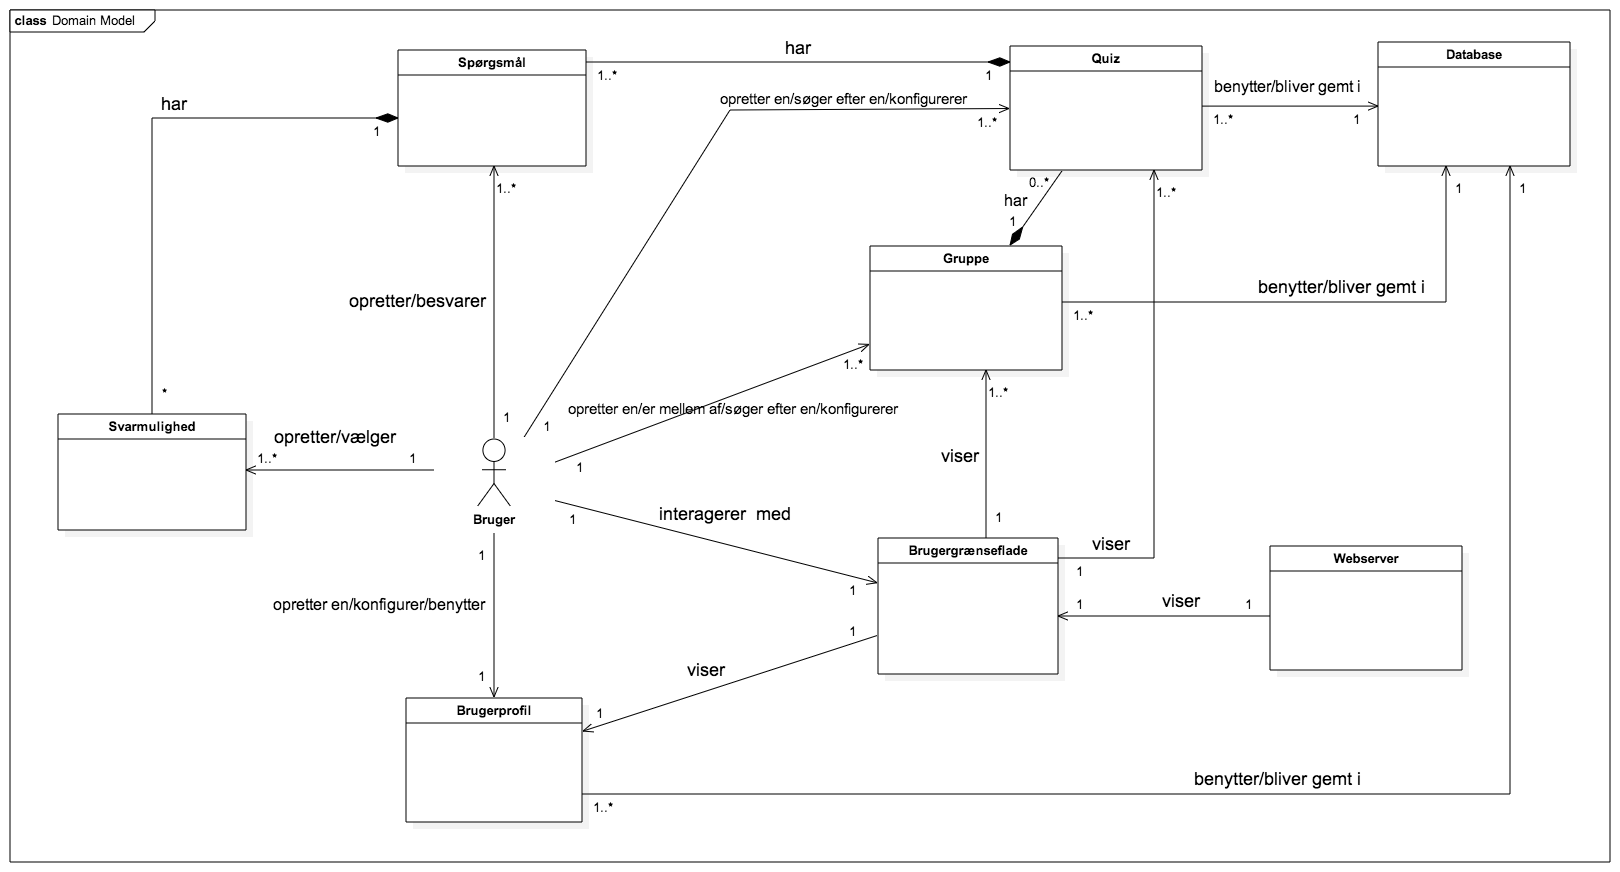 class Domain Model
har
Spørgsmål
Quiz
Database
1..*
1
har
opretter en/søger efter en/konfigurerer
benytter/bliver gemt i
1..*
1..*
1
1
1..*
0..*
1..*
1
1
har
1
Gruppe
opretter/besvarer
benytter/bliver gemt i
1..*
1..*
*
1..*
opretter en/er mellem af/søger efter en/konfigurerer
1
1
Svarmulighed
opretter/vælger
1..*
1
1
viser
Bruger
interagerer med
1
1
Brugergrænseflade
viser
Webserver
1
1
1
opretter en/konfigurer/benytter
1
viser
1
1
viser
1
1
Brugerprofil
benytter/bliver gemt i
1..*